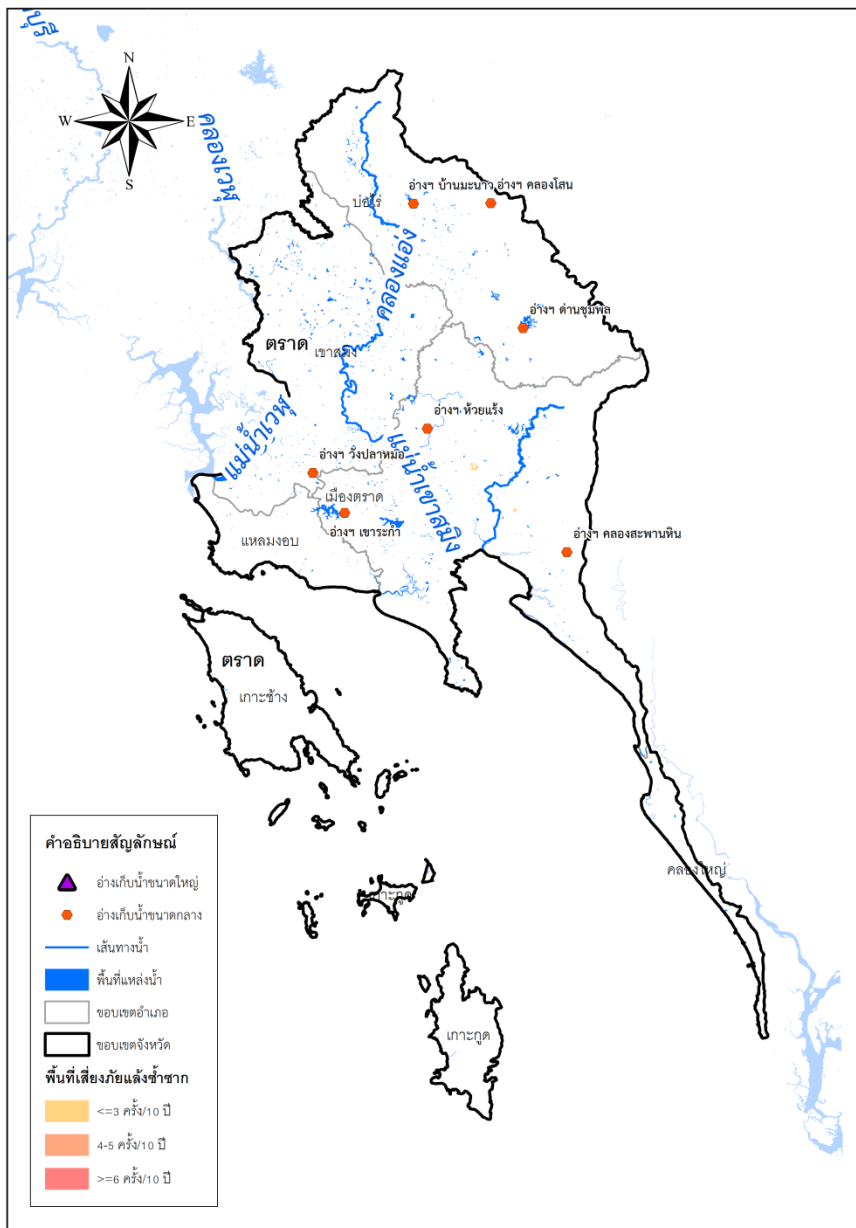 บุรี
N
W
E
S
คลองเวฬุ
อ่างฯ บ้านมะนาว
อ่างฯ คลองโสน
บ่อไร่
คลองแอ่ง
อ่างฯ ด่านชุมพล
ตราด
เขาสมิง
อ่างฯ ห้วยแร้ง
แม่น้ำเวฬุ
อ่างฯ วังปลาหมอ
แม่น้ำเขาสมิง
เมืองตราด
อ่างฯ เขาระกำ
แหลมงอบ
อ่างฯ คลองสะพานหิน
ตราด
เกาะช้าง
คลองใหญ่
เกาะกูด
เกาะกูด
คำอธิบายสัญลักษณ์
อ่างเก็บน้ำขนาดใหญ่
อ่างเก็บน้ำขนาดกลาง
เส้นทางน้ำ
พื้นที่แหล่งน้ำ
ขอบเขตอำเภอ
ขอบเขตจังหวัด
พื้นที่เสี่ยงภัยแล้งซ้ำซาก
<=3 ครั้ง/10 ปี
4-5 ครั้ง/10 ปี
>=6 ครั้ง/10 ปี